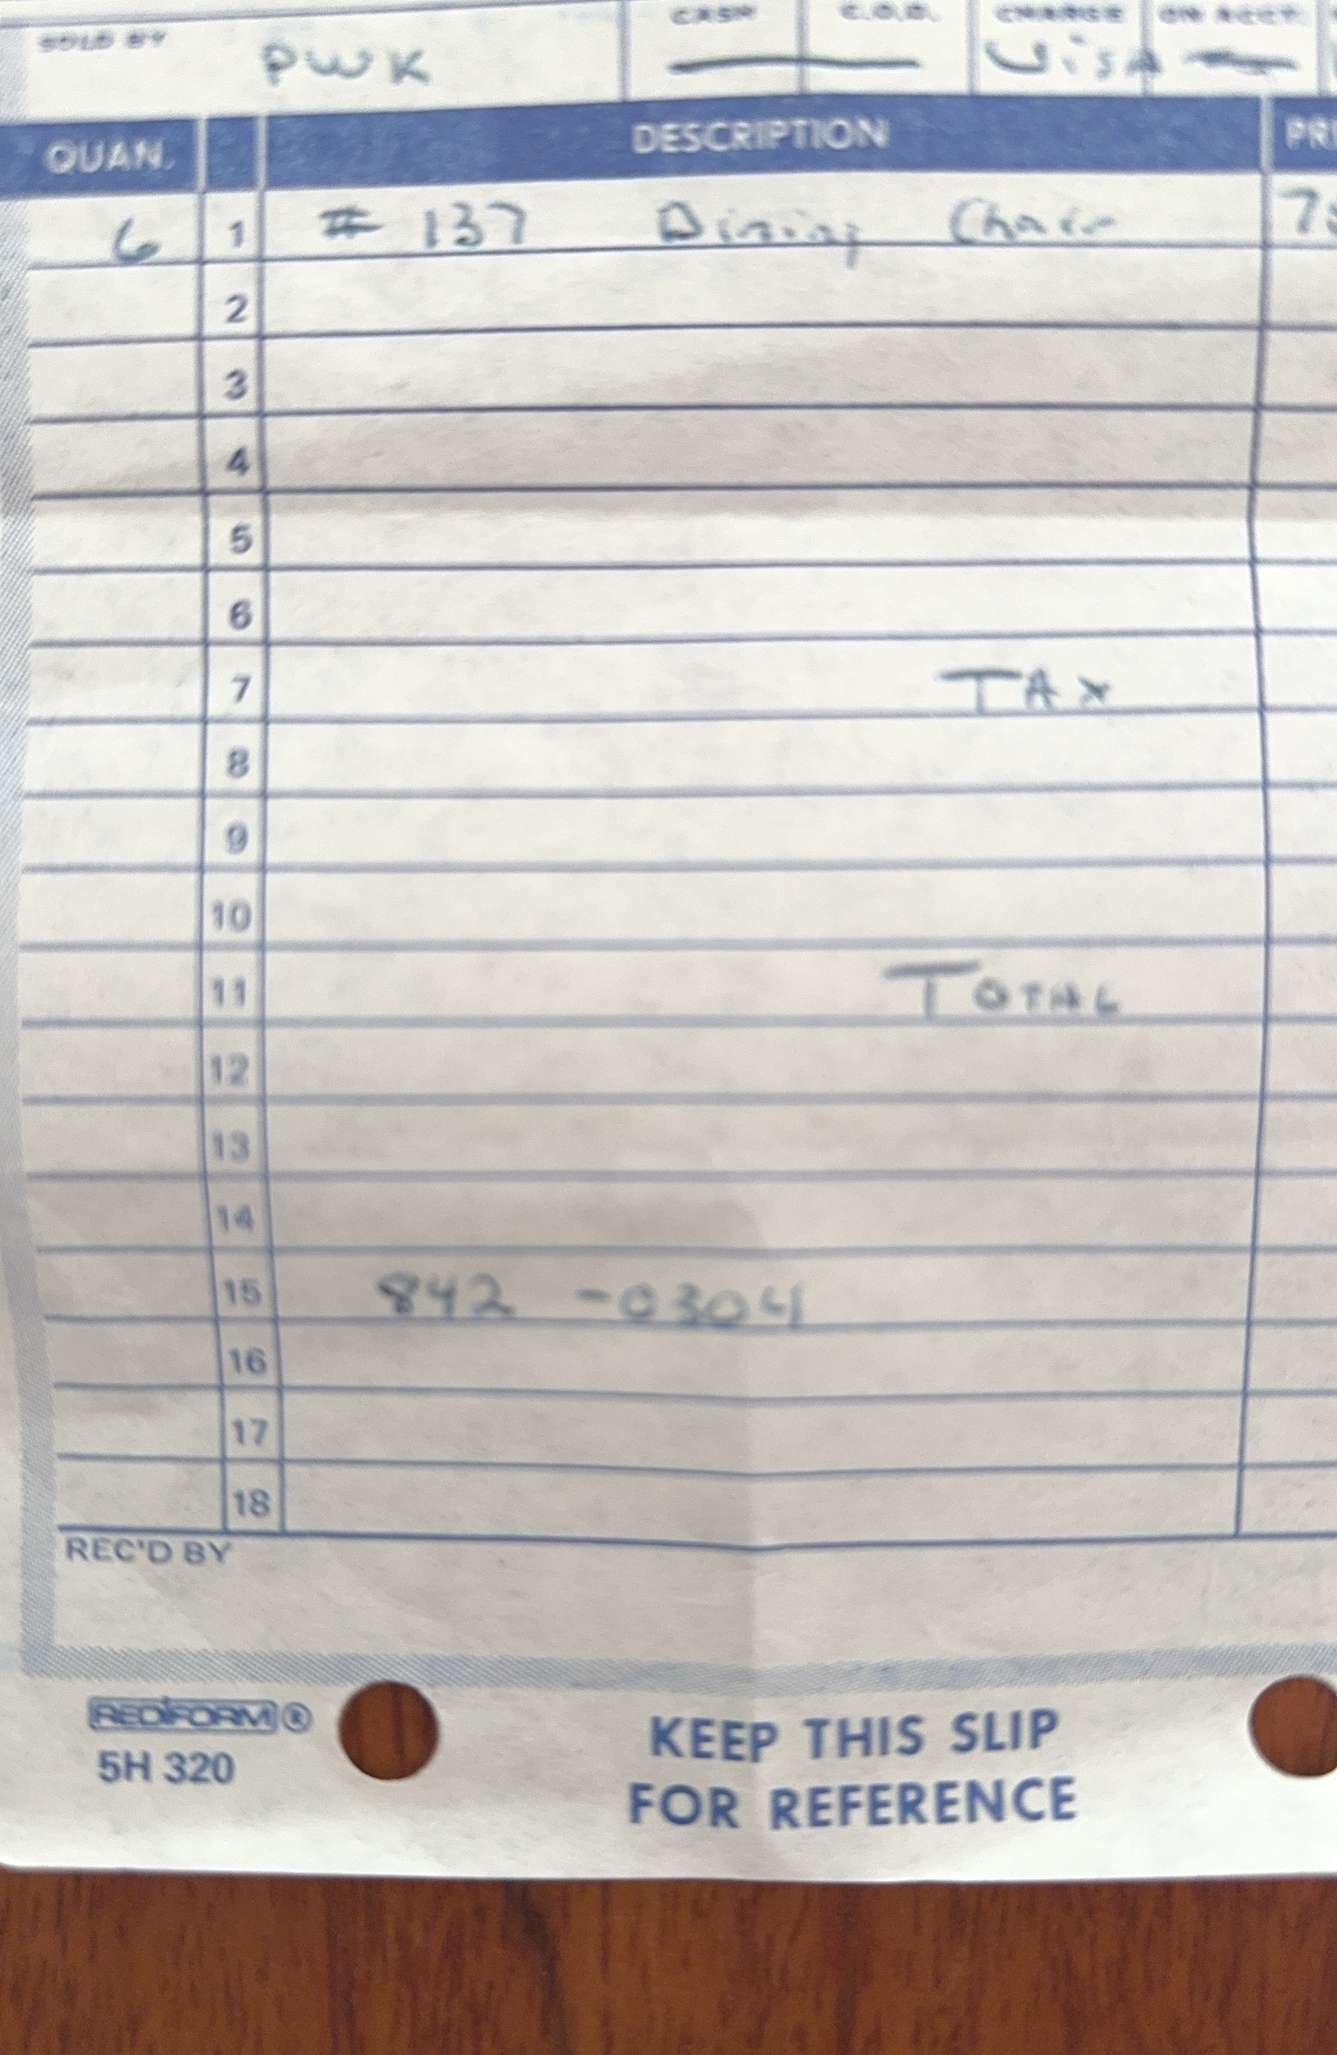 SOLD BY PWK CASH C.O.D. CHARGE Visa ON ACCT.
QUAN. DESCRIPTION
6 1 # 137 Dining Chair
2
3
4
5
6
7 TAX
8
9
10
11 TOTAL
12
13
14
15 842 -0304
16
17
18
REC'D BY
REDIFORM®
5H 320
KEEP THIS SLIP
FOR REFERENCE